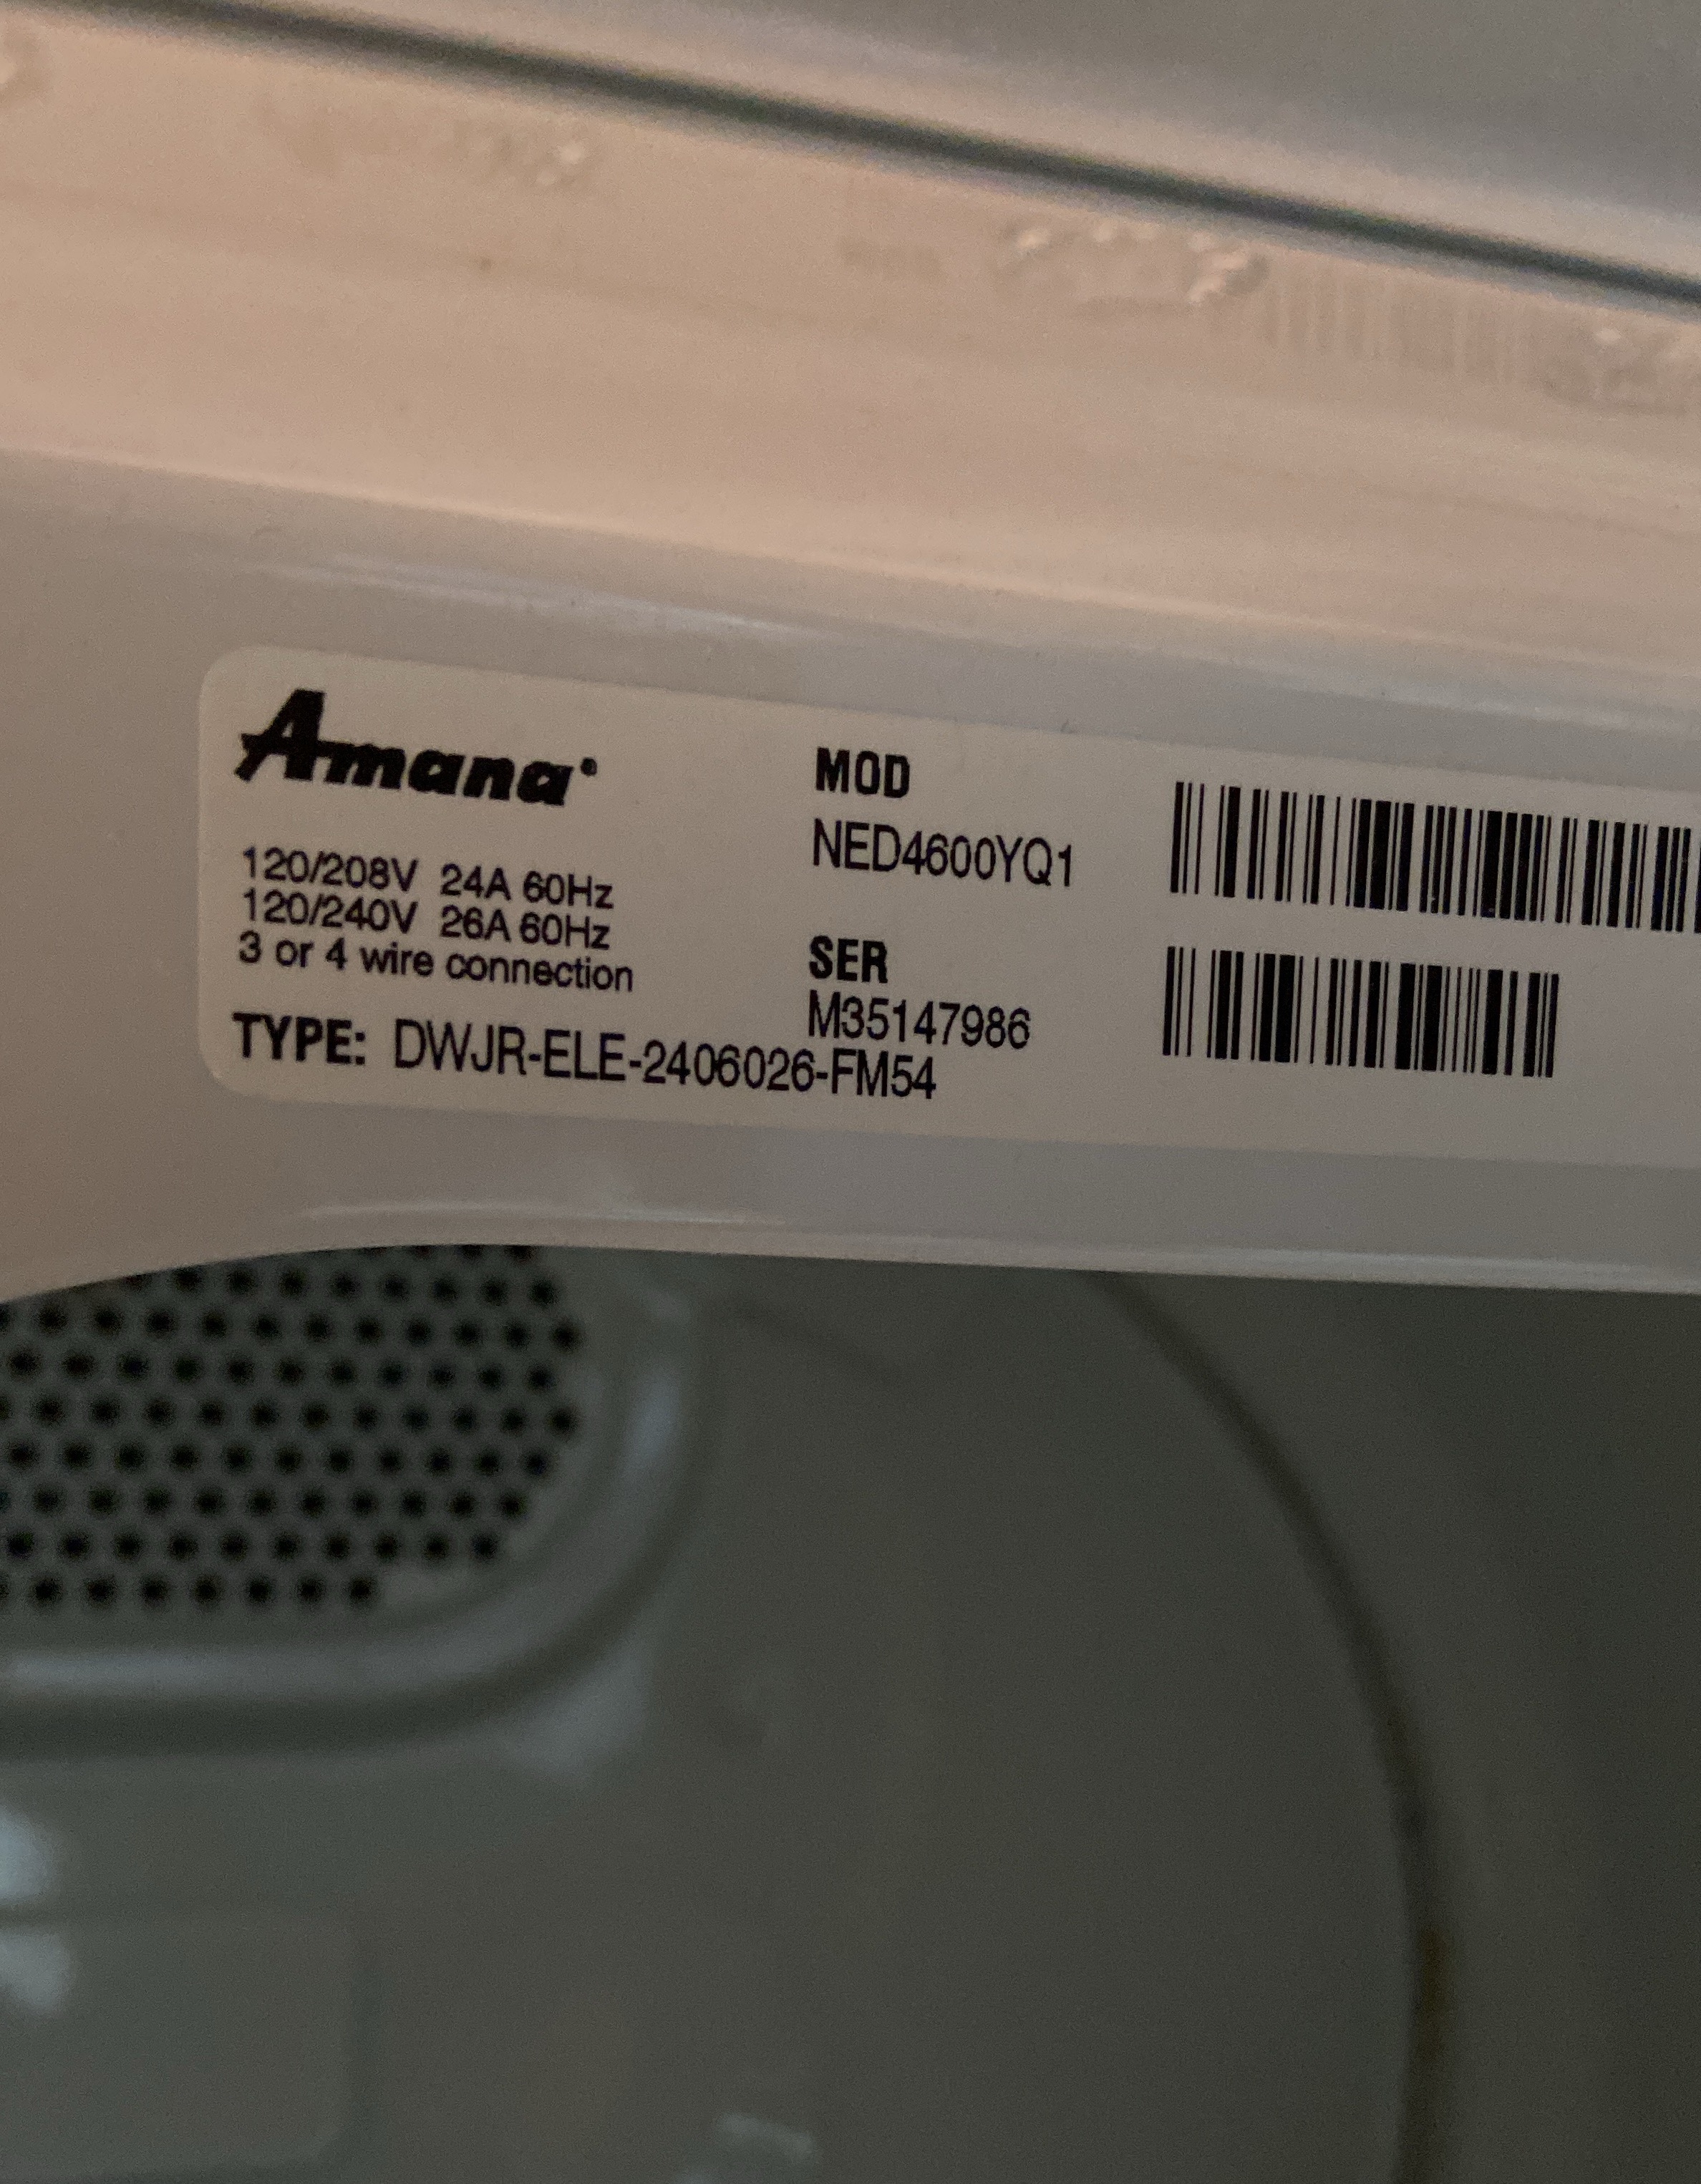 Amana
120/208V 24A 60Hz
120/240V 26A 60Hz
3 or 4 wire connection
TYPE: DWJR-ELE-2406026-FM54
MOD
NED4600YQ1
SER
M35147986